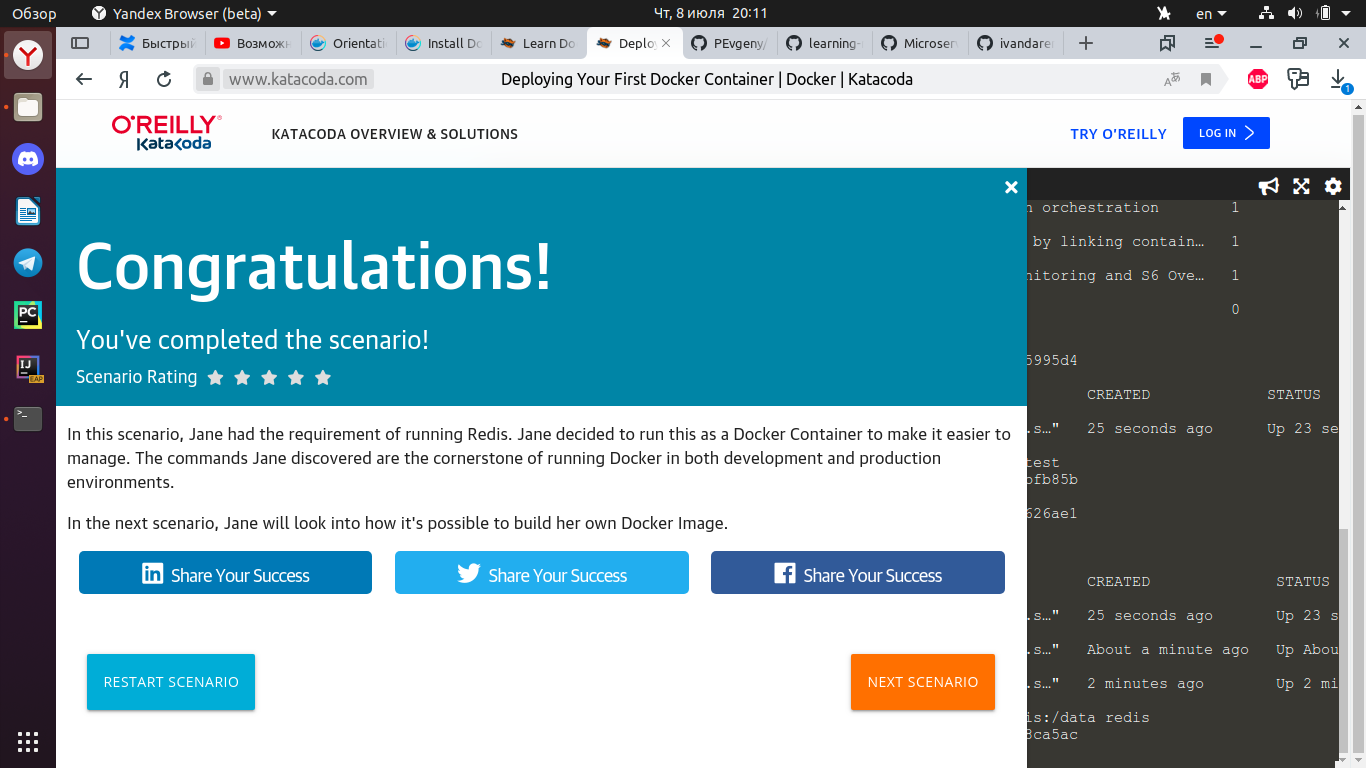 Обзор
Yandex Browser (beta)
Чт, 8 июля 20:11
en
Быстрый
Возможн
Orientati
Install Do
Learn Do
Deploy
PEvgeny/
learning-
Microser
ivandare
www.katacoda.com
Deploying Your First Docker Container | Docker | Katacoda
ABP
1
O'REILLY®
KataKoda
KATACODA OVERVIEW & SOLUTIONS
TRY O'REILLY
LOG IN
Congratulations!
You've completed the scenario!
Scenario Rating
In this scenario, Jane had the requirement of running Redis. Jane decided to run this as a Docker Container to make it easier to
manage. The commands Jane discovered are the cornerstone of running Docker in both development and production
environments.
In the next scenario, Jane will look into how it's possible to build her own Docker Image.
Share Your Success
Share Your Success
Share Your Success
RESTART SCENARIO
NEXT SCENARIO
n orchestration 1
by linking contain… 1
nitoring and S6 Ove… 1
0
5995d4
CREATED STATUS
.s…" 25 seconds ago Up 23 se
test
bfb85b
626ae1
CREATED STATUS
.s…" 25 seconds ago Up 23 s
.s…" About a minute ago Up Abou
.s…" 2 minutes ago Up 2 mi
is:/data redis
8ca5ac
PC
IJ
EAP